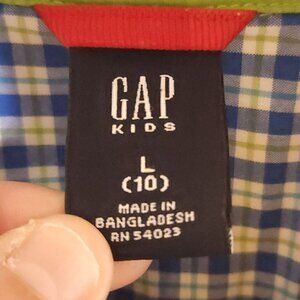 GAP
KIDS
L
(10)
MADE IN
BANGLADESH
RN 54023